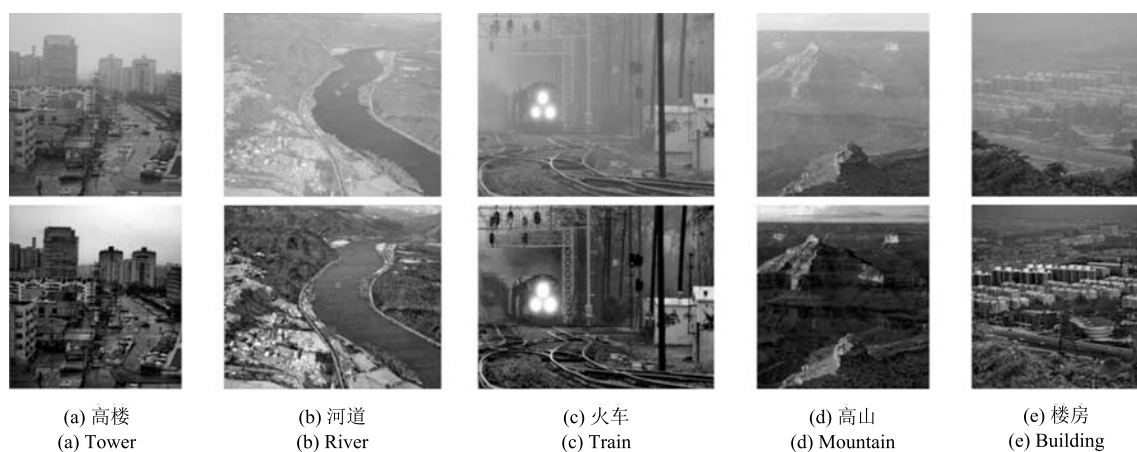 (a) 高楼
(a) Tower
(b) 河道
(b) River
(c) 火车
(c) Train
(d) 高山
(d) Mountain
(e) 楼房
(e) Building